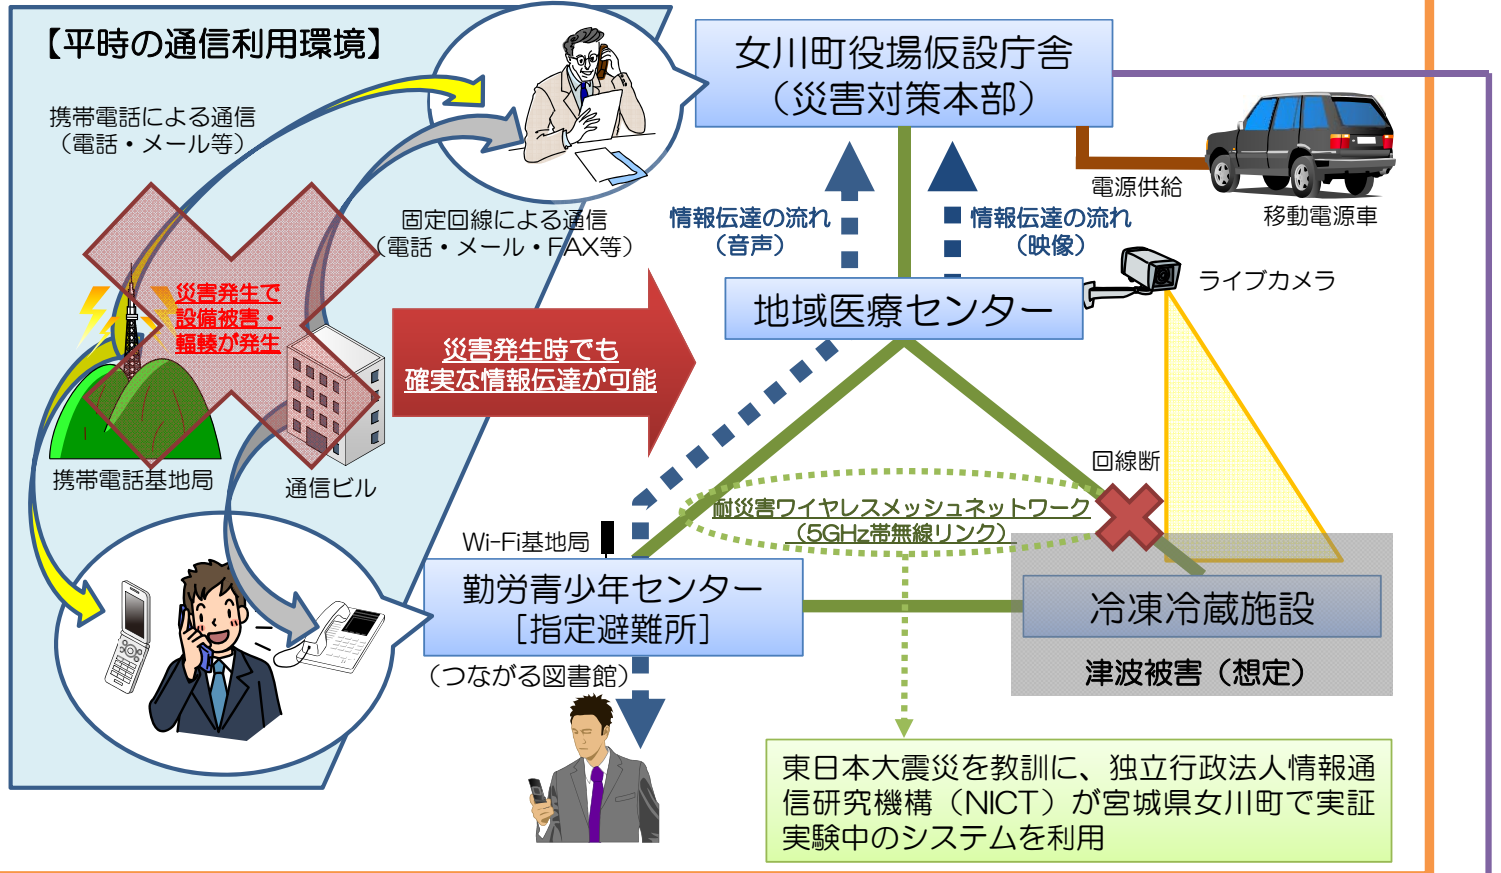 【平時の通信利用環境】
携帯電話による通信
（電話・メール等）
固定回線による通信
（電話・メール・FAX等）
災害発生で
設備被害・
輻輳が発生
携帯電話基地局
通信ビル
災害発生時でも
確実な情報伝達が可能
女川町役場仮設庁舎
（災害対策本部）
電源供給
移動電源車
情報伝達の流れ
（音声）
情報伝達の流れ
（映像）
地域医療センター
ライブカメラ
回線断
耐災害ワイヤレスメッシュネットワーク
（5GHz帯無線リンク）
Wi-Fi基地局
勤労青少年センター
［指定避難所］
（つながる図書館）
冷凍冷蔵施設
津波被害（想定）
東日本大震災を教訓に、独立行政法人情報通
信研究機構（NICT）が宮城県女川町で実証
実験中のシステムを利用